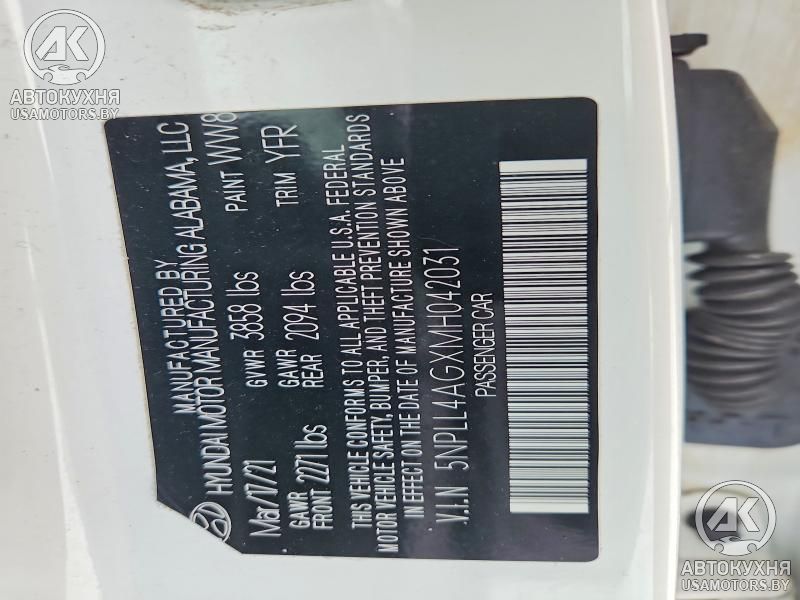 MANUFACTURED BY
HYUNDAI MOTOR MANUFACTURING ALABAMA, LLC
Mar/17/21 GVWR 3858 lbs PAINT WW8
GAWR FRONT 2271 lbs GAWR REAR 2094 lbs TRIM YFR
THIS VEHICLE CONFORMS TO ALL APPLICABLE U.S.A. FEDERAL
MOTOR VEHICLE SAFETY, BUMPER, AND THEFT PREVENTION STANDARDS
IN EFFECT ON THE DATE OF MANUFACTURE SHOWN ABOVE
V.I.N 5NPLL4AGXMH042031
PASSENGER CAR
АК
АВТОКУХНЯ
USAMOTORS.BY
АК
АВТОКУХНЯ
USAMOTORS.BY